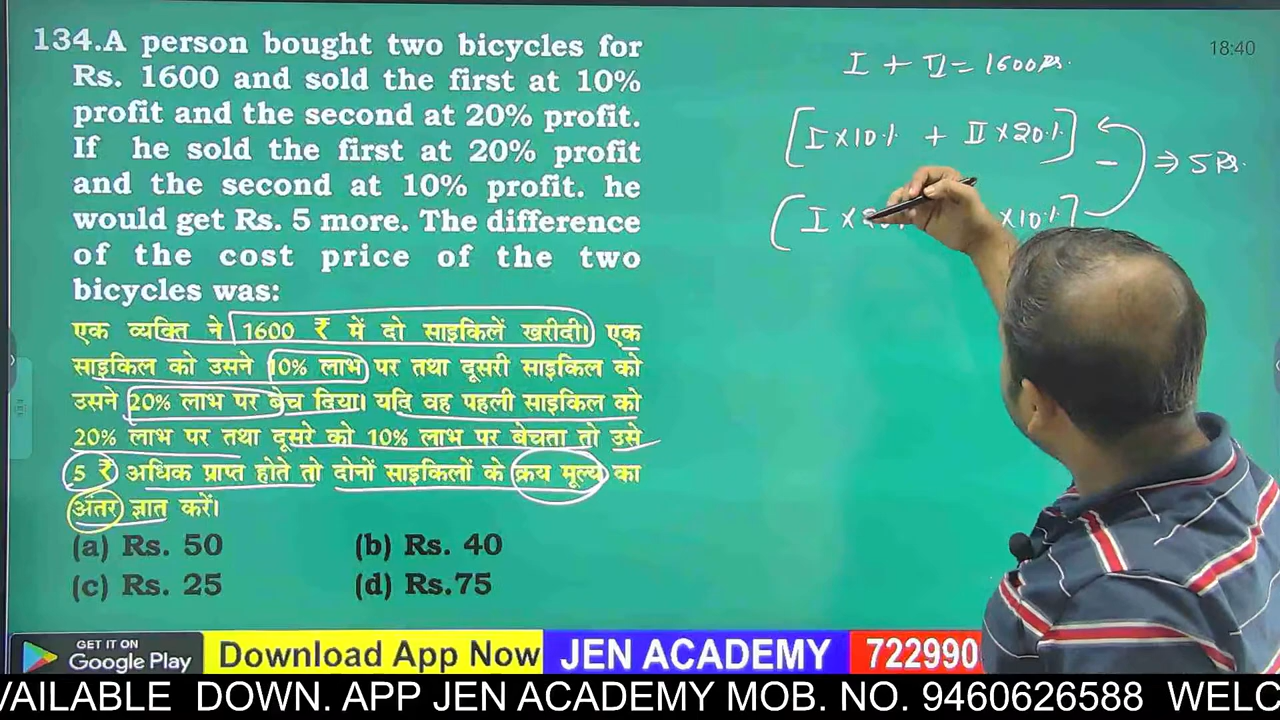 134.A person bought two bicycles for
Rs. 1600 and sold the first at 10%
profit and the second at 20% profit.
If he sold the first at 20% profit
and the second at 10% profit. he
would get Rs. 5 more. The difference
of the cost price of the two
bicycles was:
एक व्यक्ति ने 1600 ₹ में दो साइकिलें खरीदी। एक
साइकिल को उसने 10% लाभ पर तथा दूसरी साइकिल को
उसने 20% लाभ पर बेच दिया। यदि वह पहली साइकिल को
20% लाभ पर तथा दूसरे को 10% लाभ पर बेचता तो उसे
5 ₹ अधिक प्राप्त होते तो दोनों साइकिलों के क्रय मूल्य का
अंतर ज्ञात करें।
(a) Rs. 50 (b) Rs. 40
(c) Rs. 25 (d) Rs.75
18:40
I + II = 1600 Rs.
[I×10% + II×20%]
– ⇒ 5 Rs.
(I × ×10%]
GET IT ON
Google Play
Download App Now
JEN ACADEMY
722990
VAILABLE DOWN. APP JEN ACADEMY MOB. NO. 9460626588 WELC